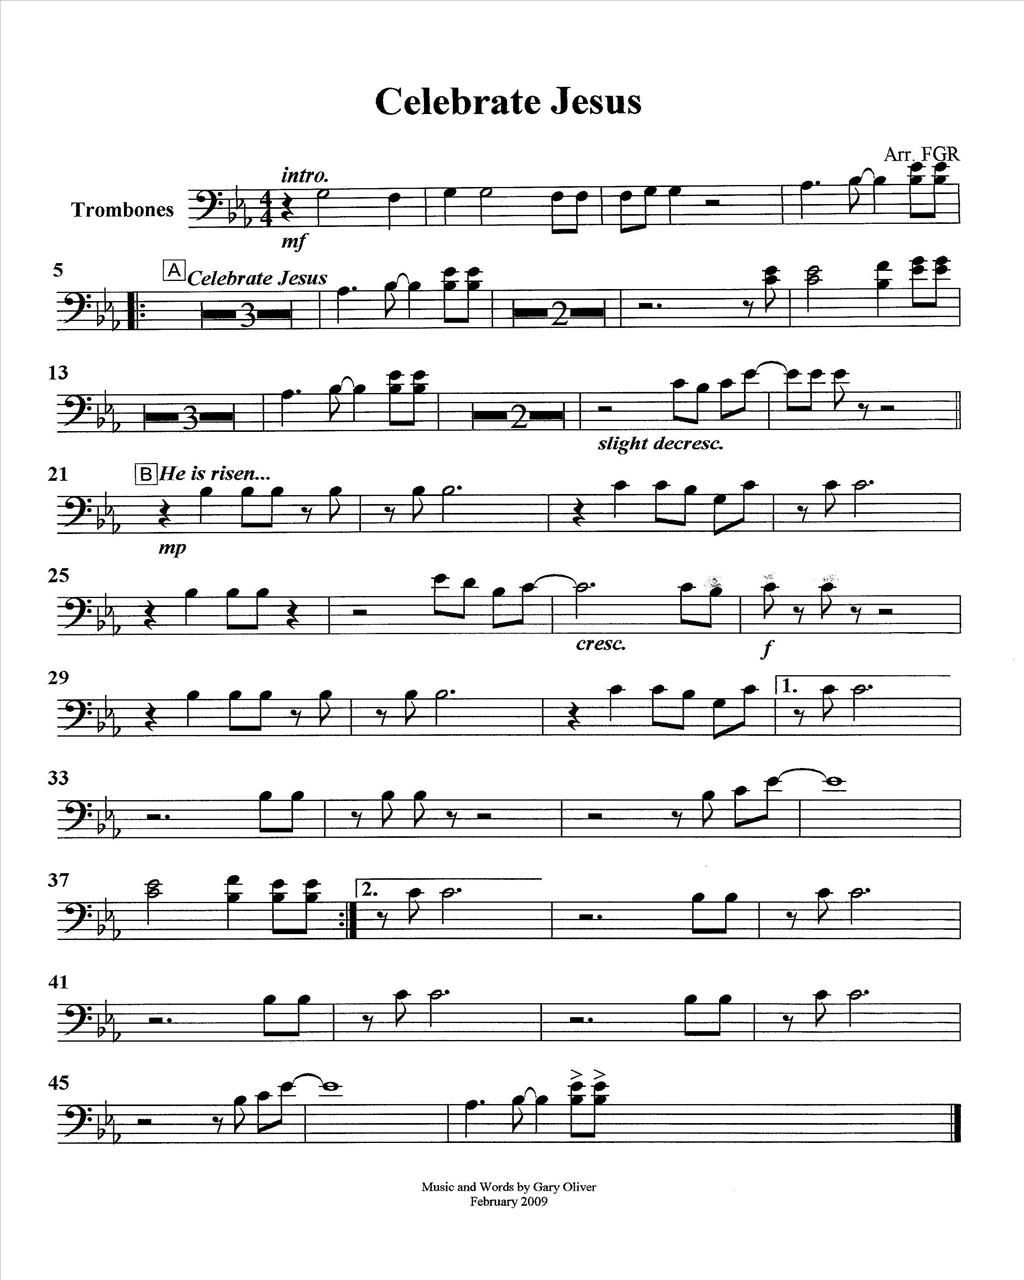 Celebrate Jesus
Arr. FGR
intro.
Trombones
4
4
mf
5
A
Celebrate Jesus
3
2
13
3
2
slight decresc.
21
B
He is risen...
mp
25
cresc.
f
29
1.
33
37
2.
41
45
Music and Words by Gary Oliver
February 2009